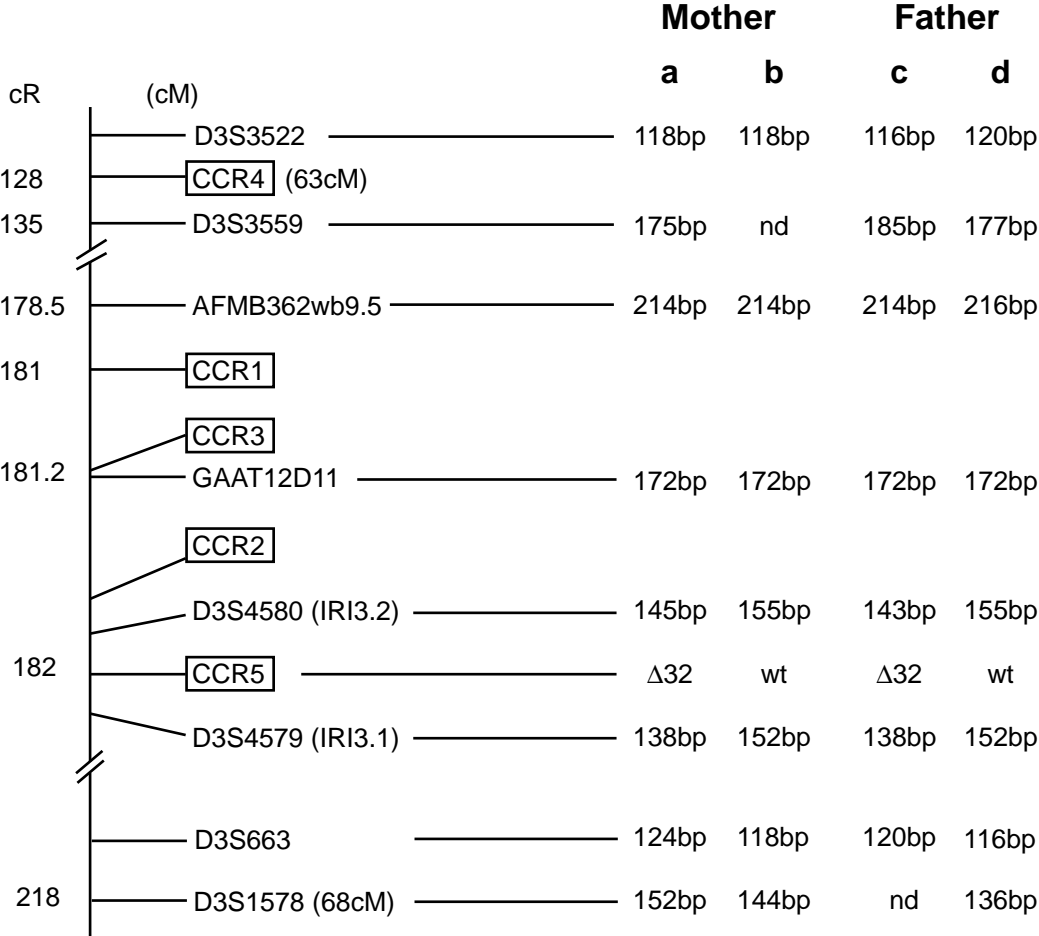 Mother Father
a b c d
cR (cM)
D3S3522 118bp 118bp 116bp 120bp
128 CCR4 (63cM)
135 D3S3559 175bp nd 185bp 177bp
178.5 AFMB362wb9.5 214bp 214bp 214bp 216bp
181 CCR1
CCR3
181.2 GAAT12D11 172bp 172bp 172bp 172bp
CCR2
D3S4580 (IRI3.2) 145bp 155bp 143bp 155bp
182 CCR5 Δ32 wt Δ32 wt
D3S4579 (IRI3.1) 138bp 152bp 138bp 152bp
D3S663 124bp 118bp 120bp 116bp
218 D3S1578 (68cM) 152bp 144bp nd 136bp